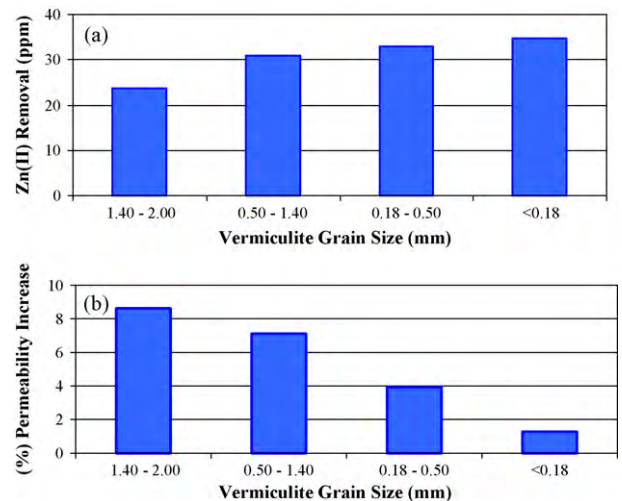 (a)
Zn(II) Removal (ppm)
40
30
20
10
0
1.40 - 2.00 0.50 - 1.40 0.18 - 0.50 <0.18
Vermiculite Grain Size (mm)
(b)
(%) Permeability Increase
10
8
6
4
2
0
1.40 - 2.00 0.50 - 1.40 0.18 - 0.50 <0.18
Vermiculite Grain Size (mm)